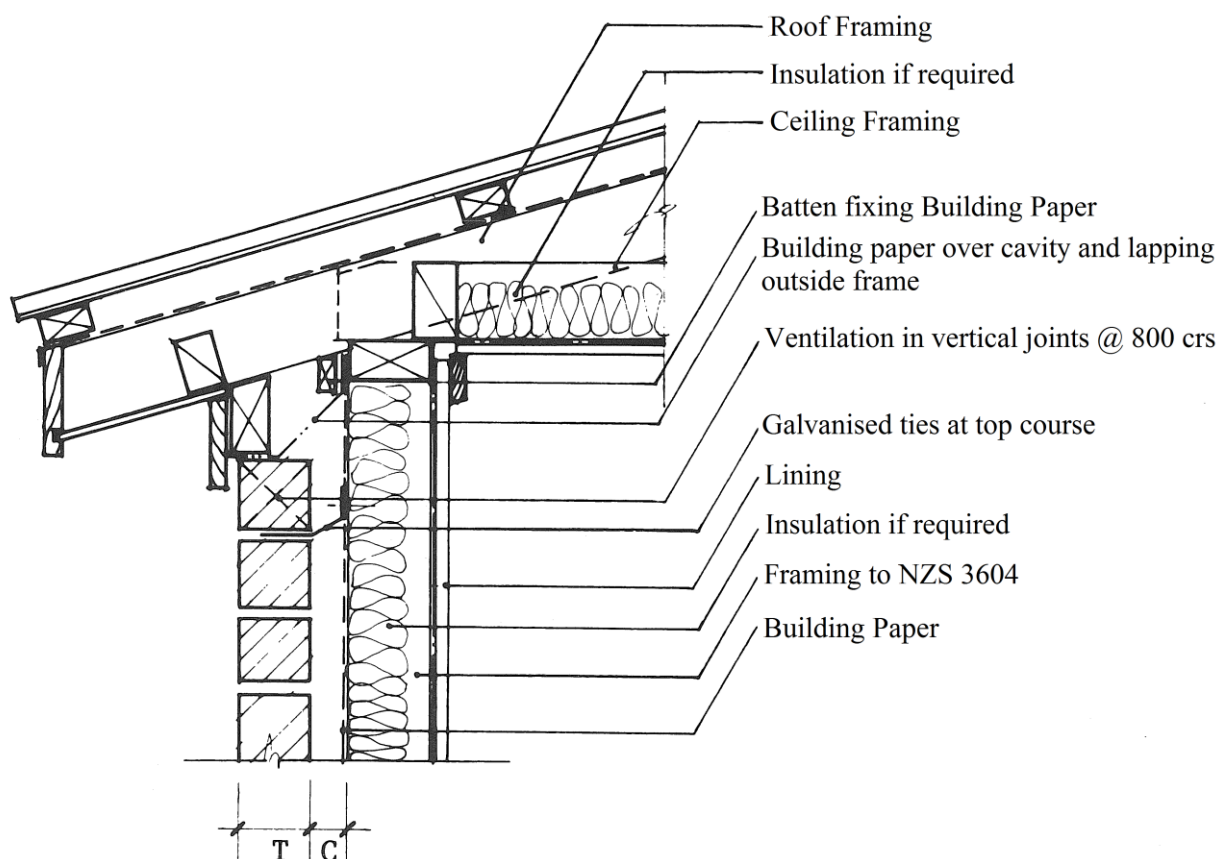 Roof Framing
Insulation if required
Ceiling Framing
Batten fixing Building Paper
Building paper over cavity and lapping
outside frame
Ventilation in vertical joints @ 800 crs
Galvanised ties at top course
Lining
Insulation if required
Framing to NZS 3604
Building Paper
T C